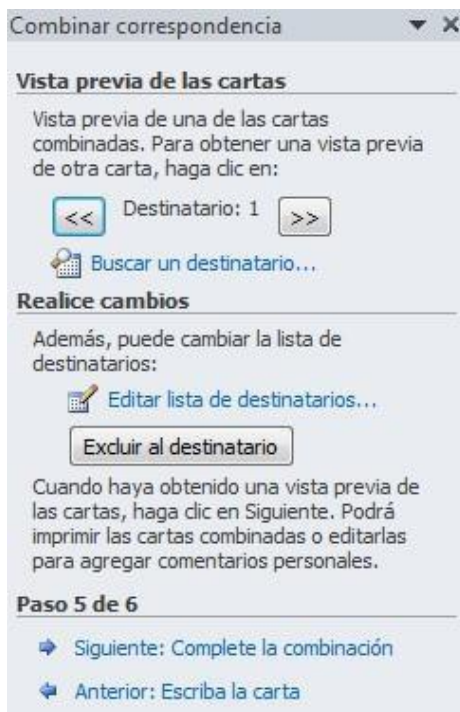 Combinar correspondencia
Vista previa de las cartas
Vista previa de una de las cartas
combinadas. Para obtener una vista previa
de otra carta, haga clic en:
<< Destinatario: 1 >>
Buscar un destinatario...
Realice cambios
Además, puede cambiar la lista de
destinatarios:
Editar lista de destinatarios...
Excluir al destinatario
Cuando haya obtenido una vista previa de
las cartas, haga clic en Siguiente. Podrá
imprimir las cartas combinadas o editarlas
para agregar comentarios personales.
Paso 5 de 6
Siguiente: Complete la combinación
Anterior: Escriba la carta